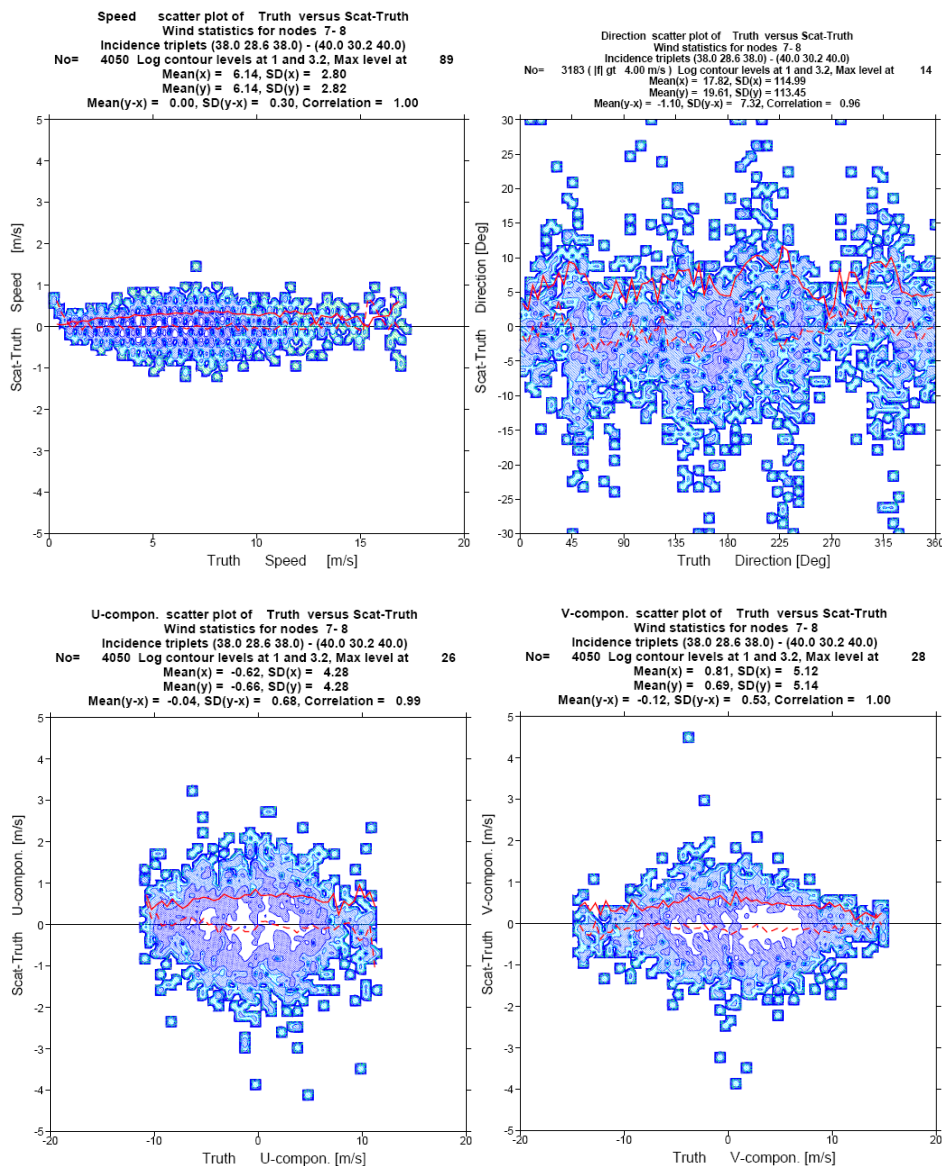 Speed scatter plot of Truth versus Scat-Truth
Wind statistics for nodes 7- 8
Incidence triplets (38.0 28.6 38.0) - (40.0 30.2 40.0)
No= 4050 Log contour levels at 1 and 3.2, Max level at 89
Mean(x) = 6.14, SD(x) = 2.80
Mean(y) = 6.14, SD(y) = 2.82
Mean(y-x) = 0.00, SD(y-x) = 0.30, Correlation = 1.00
5
4
3
2
1
0
-1
-2
-3
-4
-5
Scat-Truth Speed [m/s]
0 5 10 15 20
Truth Speed [m/s]
Direction scatter plot of Truth versus Scat-Truth
Wind statistics for nodes 7- 8
Incidence triplets (38.0 28.6 38.0) - (40.0 30.2 40.0)
No= 3183 ( |f| gt 4.00 m/s ) Log contour levels at 1 and 3.2, Max level at 14
Mean(x) = 17.82, SD(x) = 114.99
Mean(y) = 19.61, SD(y) = 113.45
Mean(y-x) = -1.10, SD(y-x) = 7.32, Correlation = 0.96
30
25
20
15
10
5
0
-5
-10
-15
-20
-25
-30
Scat-Truth Direction [Deg]
0 45 90 135 180 225 270 315 360
Truth Direction [Deg]
U-compon. scatter plot of Truth versus Scat-Truth
Wind statistics for nodes 7- 8
Incidence triplets (38.0 28.6 38.0) - (40.0 30.2 40.0)
No= 4050 Log contour levels at 1 and 3.2, Max level at 26
Mean(x) = -0.62, SD(x) = 4.28
Mean(y) = -0.66, SD(y) = 4.28
Mean(y-x) = -0.04, SD(y-x) = 0.68, Correlation = 0.99
5
4
3
2
1
0
-1
-2
-3
-4
-5
Scat-Truth U-compon. [m/s]
-20 -10 0 10 20
Truth U-compon. [m/s]
V-compon. scatter plot of Truth versus Scat-Truth
Wind statistics for nodes 7- 8
Incidence triplets (38.0 28.6 38.0) - (40.0 30.2 40.0)
No= 4050 Log contour levels at 1 and 3.2, Max level at 28
Mean(x) = 0.81, SD(x) = 5.12
Mean(y) = 0.69, SD(y) = 5.14
Mean(y-x) = -0.12, SD(y-x) = 0.53, Correlation = 1.00
5
4
3
2
1
0
-1
-2
-3
-4
-5
Scat-Truth V-compon. [m/s]
-20 -10 0 10 20
Truth V-compon. [m/s]